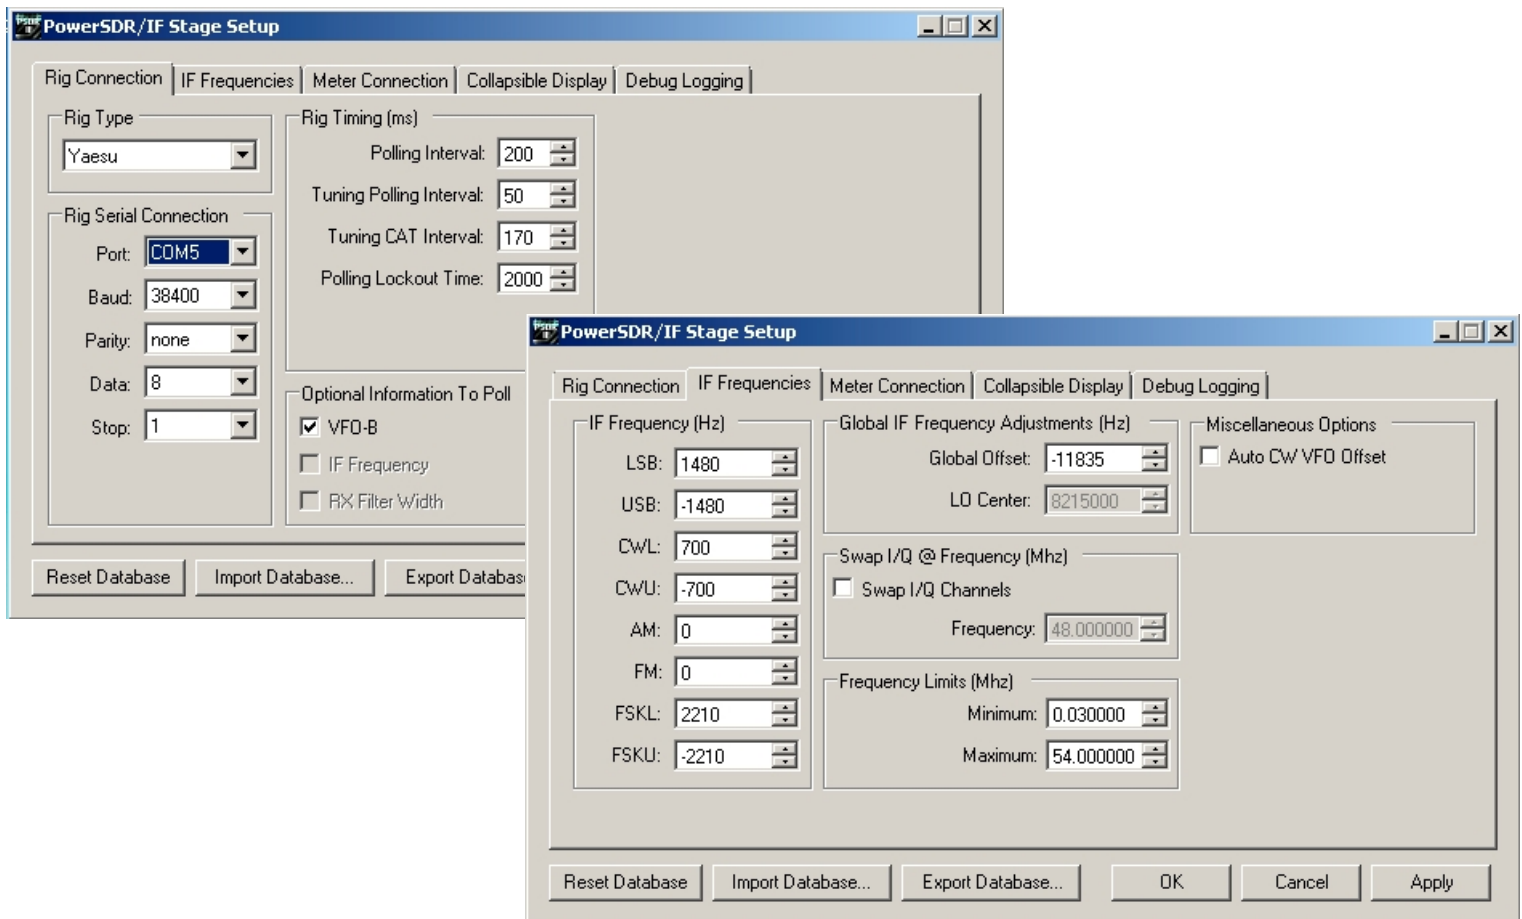 PowerSDR/IF Stage Setup
Rig Connection IF Frequencies Meter Connection Collapsible Display Debug Logging
Rig Type
Yaesu
Rig Serial Connection
Port: COM5
Baud: 38400
Parity: none
Data: 8
Stop: 1
Rig Timing (ms)
Polling Interval: 200
Tuning Polling Interval: 50
Tuning CAT Interval: 170
Polling Lockout Time: 2000
Optional Information To Poll
VFO-B
IF Frequency
RX Filter Width
Reset Database Import Database... Export Databas
PowerSDR/IF Stage Setup
Rig Connection IF Frequencies Meter Connection Collapsible Display Debug Logging
IF Frequency (Hz)
LSB: 1480
USB: -1480
CWL: 700
CWU: -700
AM: 0
FM: 0
FSKL: 2210
FSKU: -2210
Global IF Frequency Adjustments (Hz)
Global Offset: -11835
LO Center: 8215000
Swap I/Q @ Frequency (Mhz)
Swap I/Q Channels
Frequency: 48.000000
Frequency Limits (Mhz)
Minimum: 0.030000
Maximum: 54.000000
Miscellaneous Options
Auto CW VFO Offset
Reset Database Import Database... Export Database... OK Cancel Apply